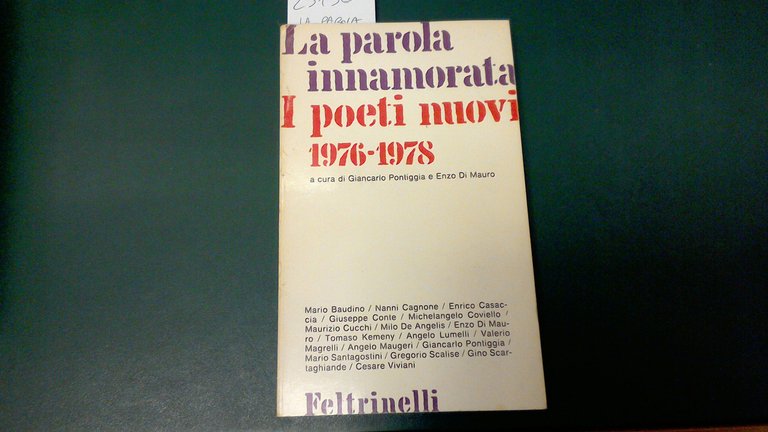 LA PAROLA
La parola
innamorata
I poeti nuovi
1976-1978
a cura di Giancarlo Pontiggia e Enzo Di Mauro
Mario Baudino / Nanni Cagnone / Enrico Casac-
cia / Giuseppe Conte / Michelangelo Coviello /
Maurizio Cucchi / Milo De Angelis / Enzo Di Mau-
ro / Tomaso Kemeny / Angelo Lumelli / Valerio
Magrelli / Angelo Maugeri / Giancarlo Pontiggia /
Mario Santagostini / Gregorio Scalise / Gino Scar-
taghiande / Cesare Viviani
Feltrinelli